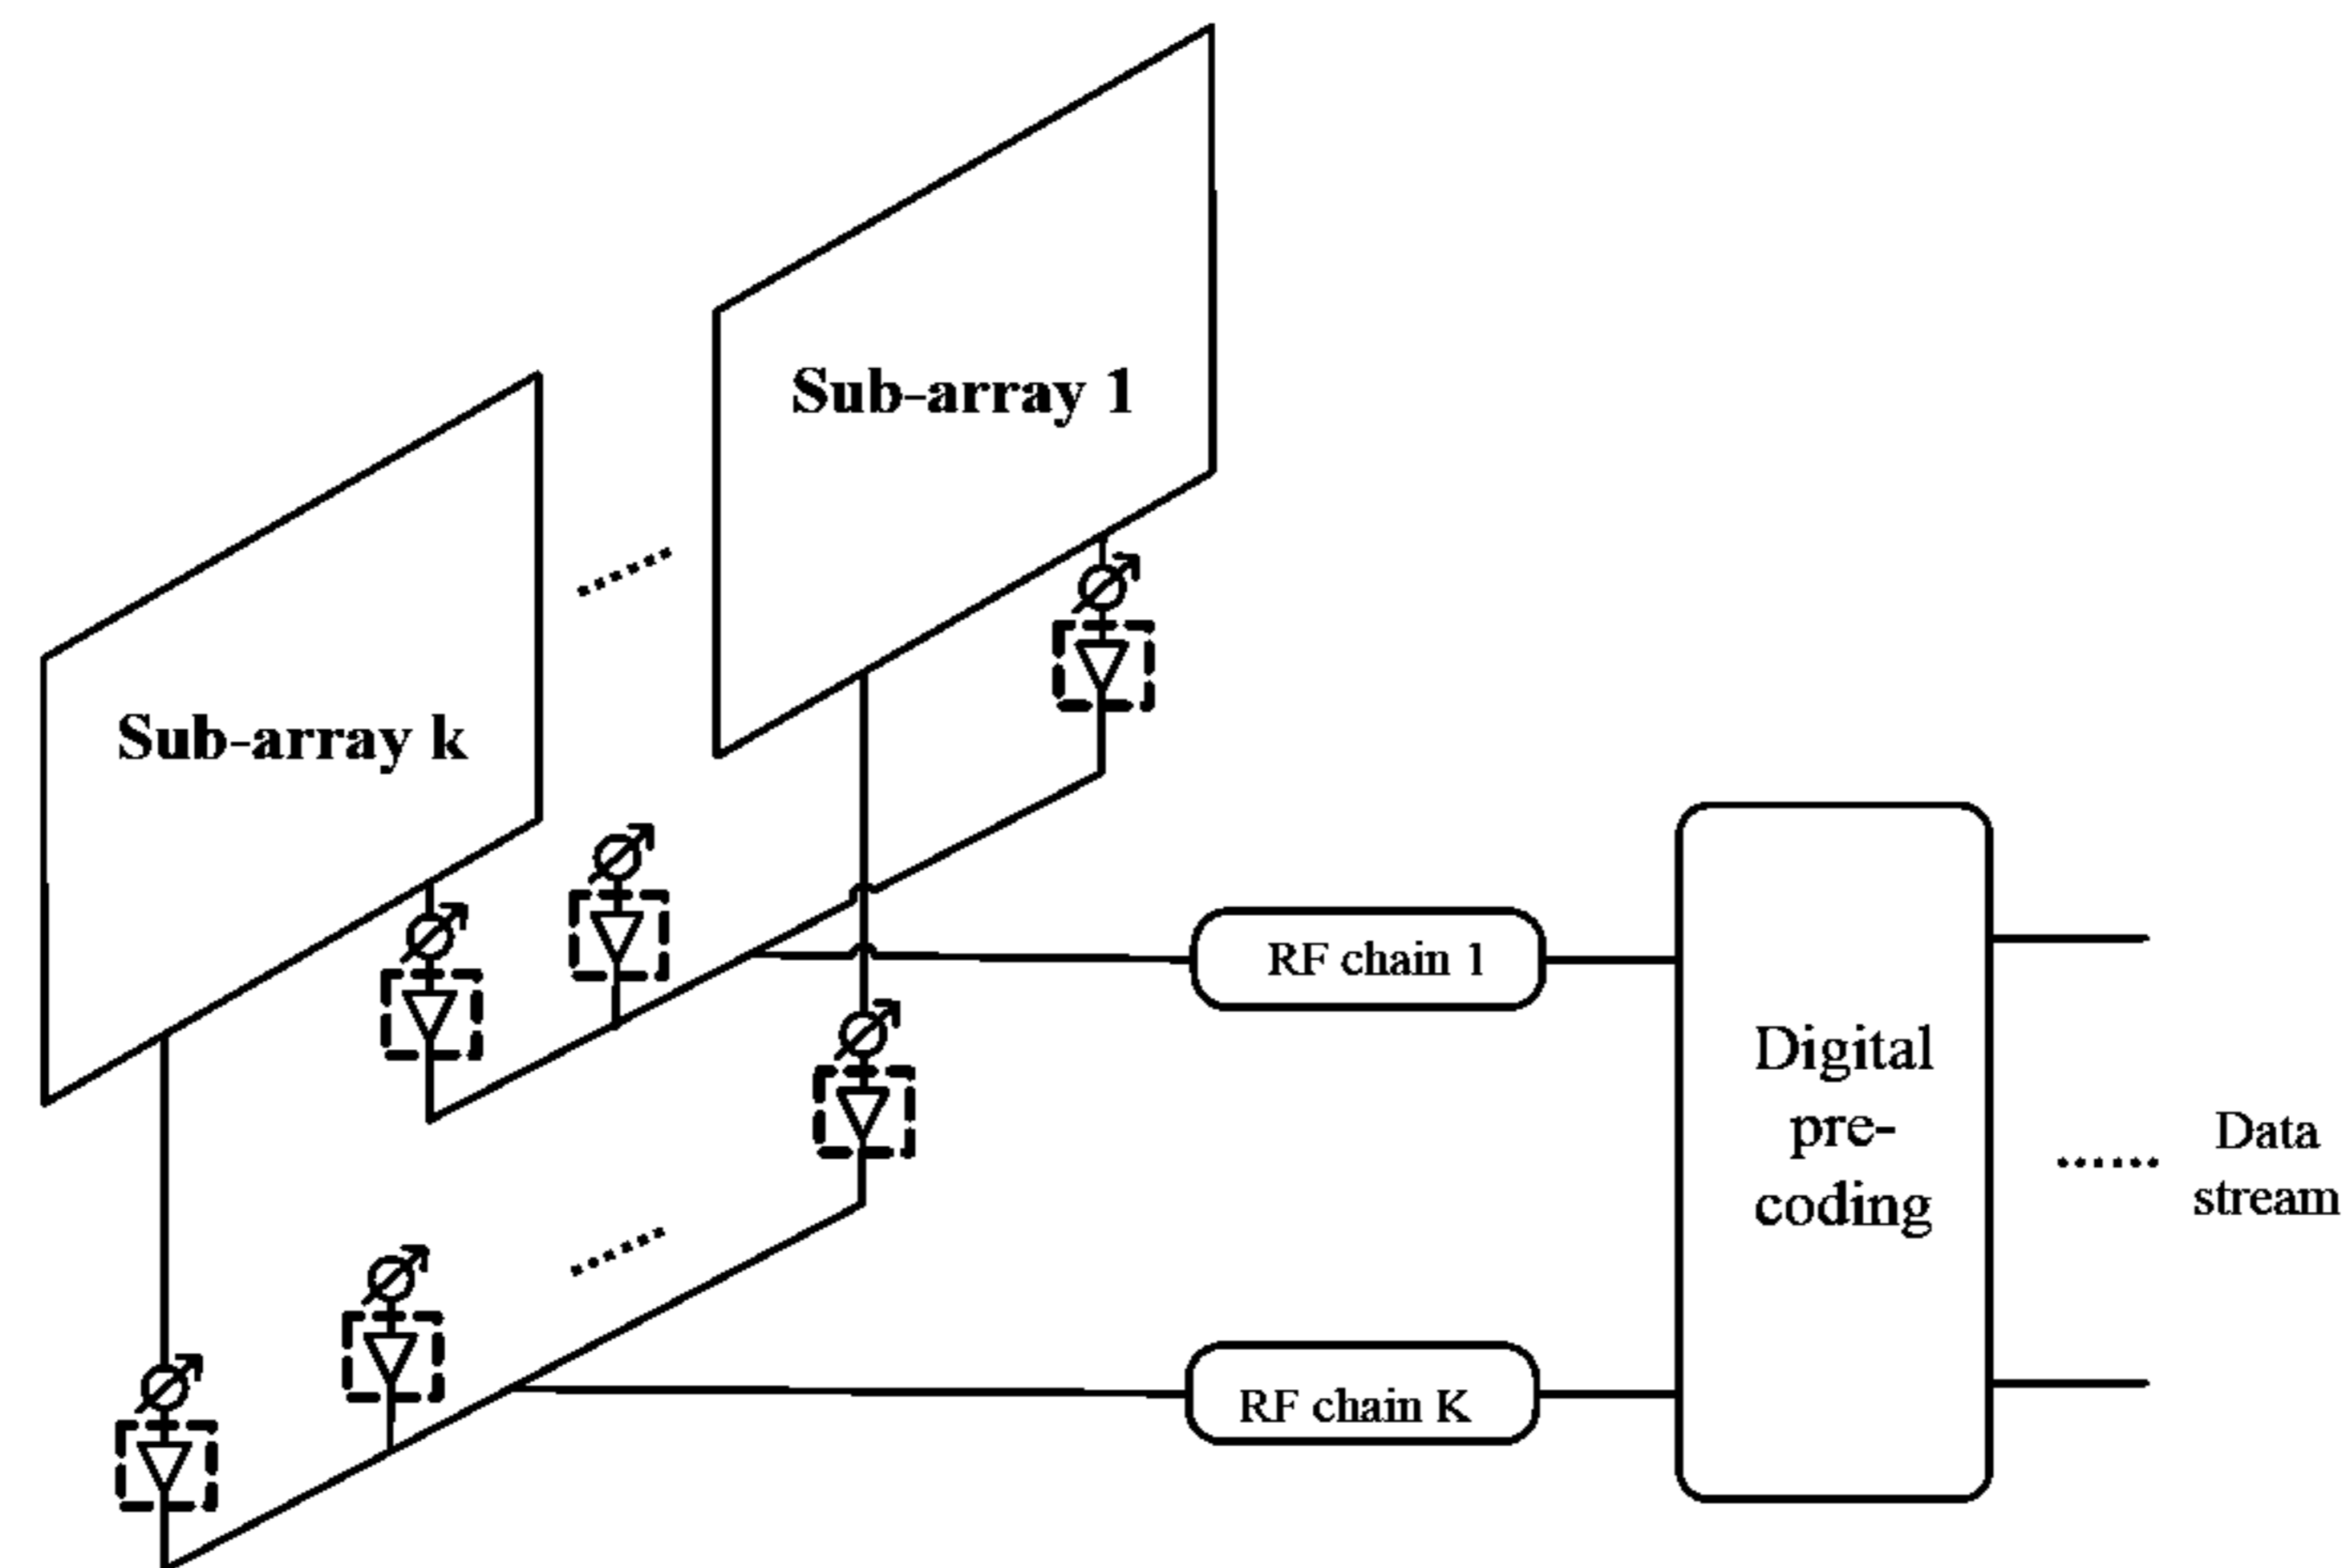 Sub-array 1
Sub-array k
RF chain 1
Digital
pre-
coding
Data
stream
RF chain K